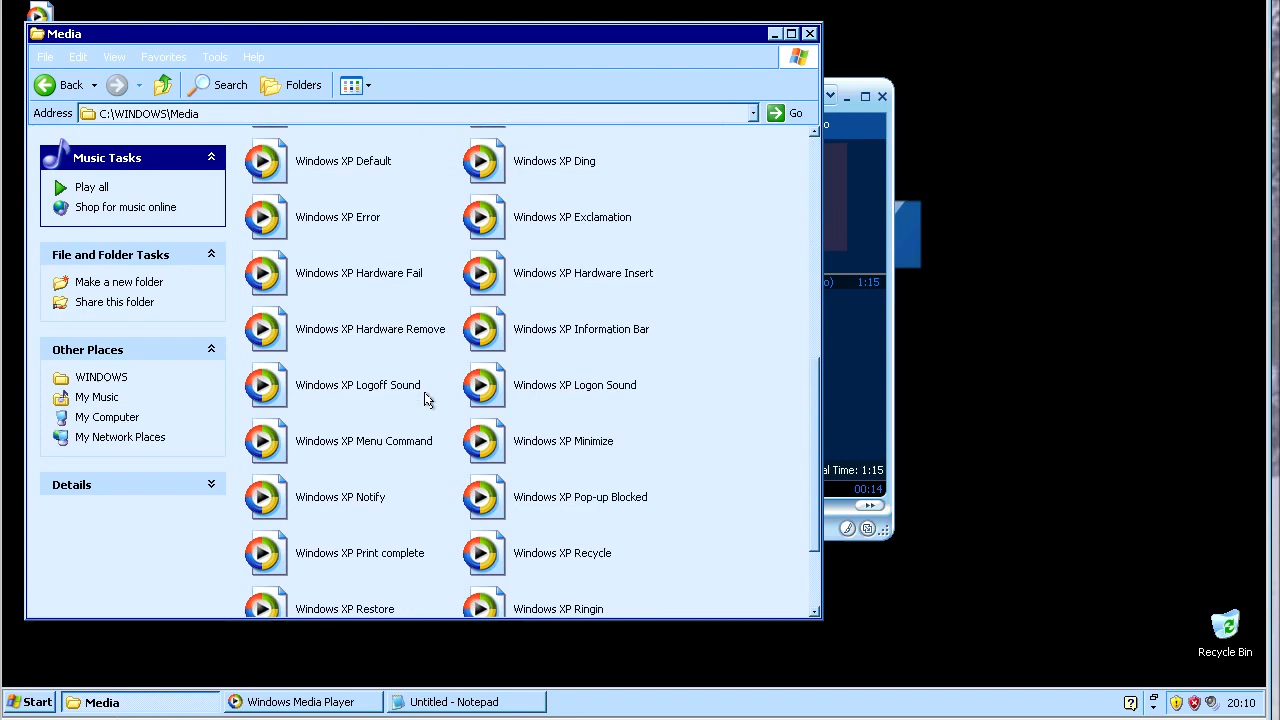 Media
File Edit View Favorites Tools Help
Back Search Folders
Address C:\WINDOWS\Media Go
Music Tasks
Play all
Shop for music online
File and Folder Tasks
Make a new folder
Share this folder
Other Places
WINDOWS
My Music
My Computer
My Network Places
Details
Windows XP Default Windows XP Ding
Windows XP Error Windows XP Exclamation
Windows XP Hardware Fail Windows XP Hardware Insert
Windows XP Hardware Remove Windows XP Information Bar
Windows XP Logoff Sound Windows XP Logon Sound
Windows XP Menu Command Windows XP Minimize
Windows XP Notify Windows XP Pop-up Blocked
Windows XP Print complete Windows XP Recycle
Windows XP Restore Windows XP Ringin
o
o) 1:15
al Time: 1:15
00:14
Recycle Bin
Start Media Windows Media Player Untitled - Notepad 20:10